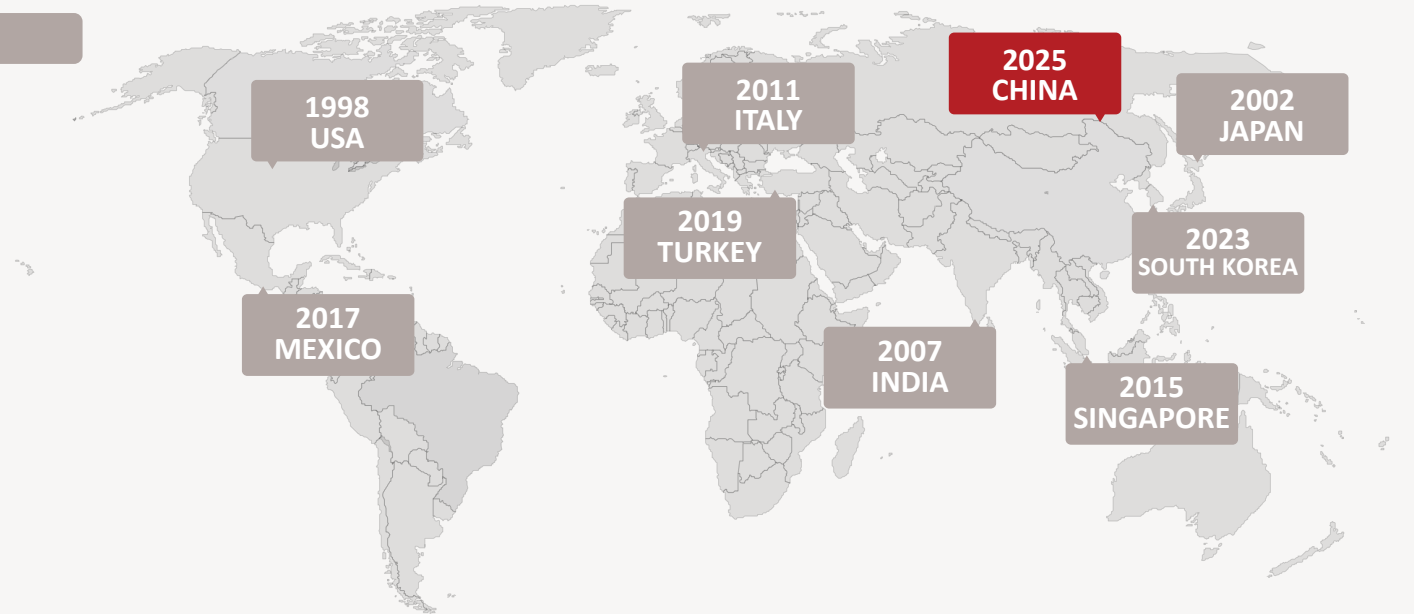 2025
CHINA
1998
USA
2011
ITALY
2002
JAPAN
2019
TURKEY
2023
SOUTH KOREA
2017
MEXICO
2007
INDIA
2015
SINGAPORE